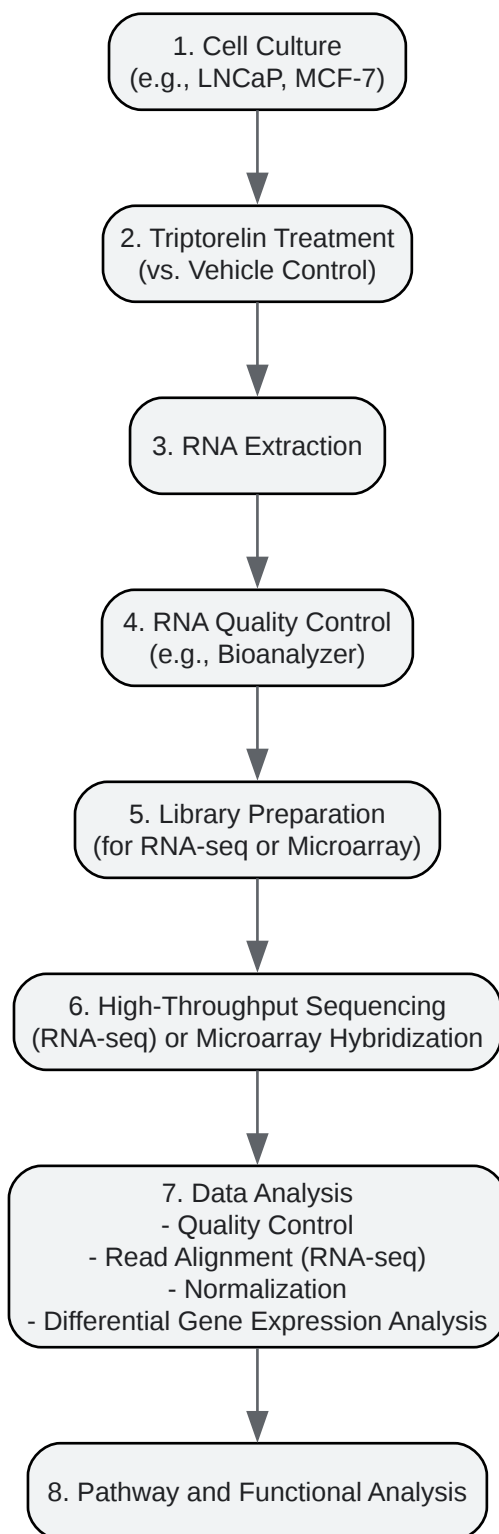 1. Cell Culture
(e.g., LNCaP, MCF-7)
2. Triptorelin Treatment
(vs. Vehicle Control)
3. RNA Extraction
4. RNA Quality Control
(e.g., Bioanalyzer)
5. Library Preparation
(for RNA-seq or Microarray)
6. High-Throughput Sequencing
(RNA-seq) or Microarray Hybridization
7. Data Analysis
- Quality Control
- Read Alignment (RNA-seq)
- Normalization
- Differential Gene Expression Analysis
8. Pathway and Functional Analysis